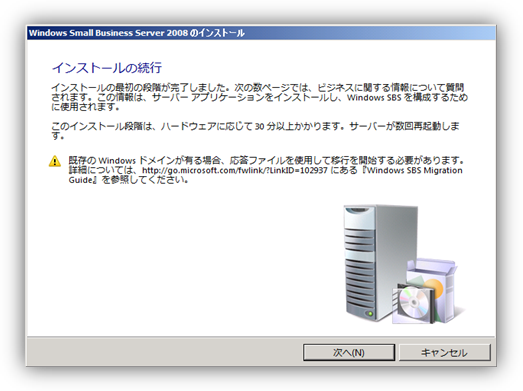 Windows Small Business Server 2008 のインストール
インストールの続行
インストールの最初の段階が完了しました。次の数ページでは、ビジネスに関する情報について質問
されます。この情報は、サーバー アプリケーションをインストールし、Windows SBS を構成するため
に使用されます。
このインストール段階は、ハードウェアに応じて 30 分以上かかります。サーバーが数回再起動しま
す。
既存の Windows ドメインが有る場合、応答ファイルを使用して移行を開始する必要があります。
詳細については、http://go.microsoft.com/fwlink/?LinkID=102937 にある『Windows SBS Migration
Guide』を参照してください。
次へ(N)
キャンセル